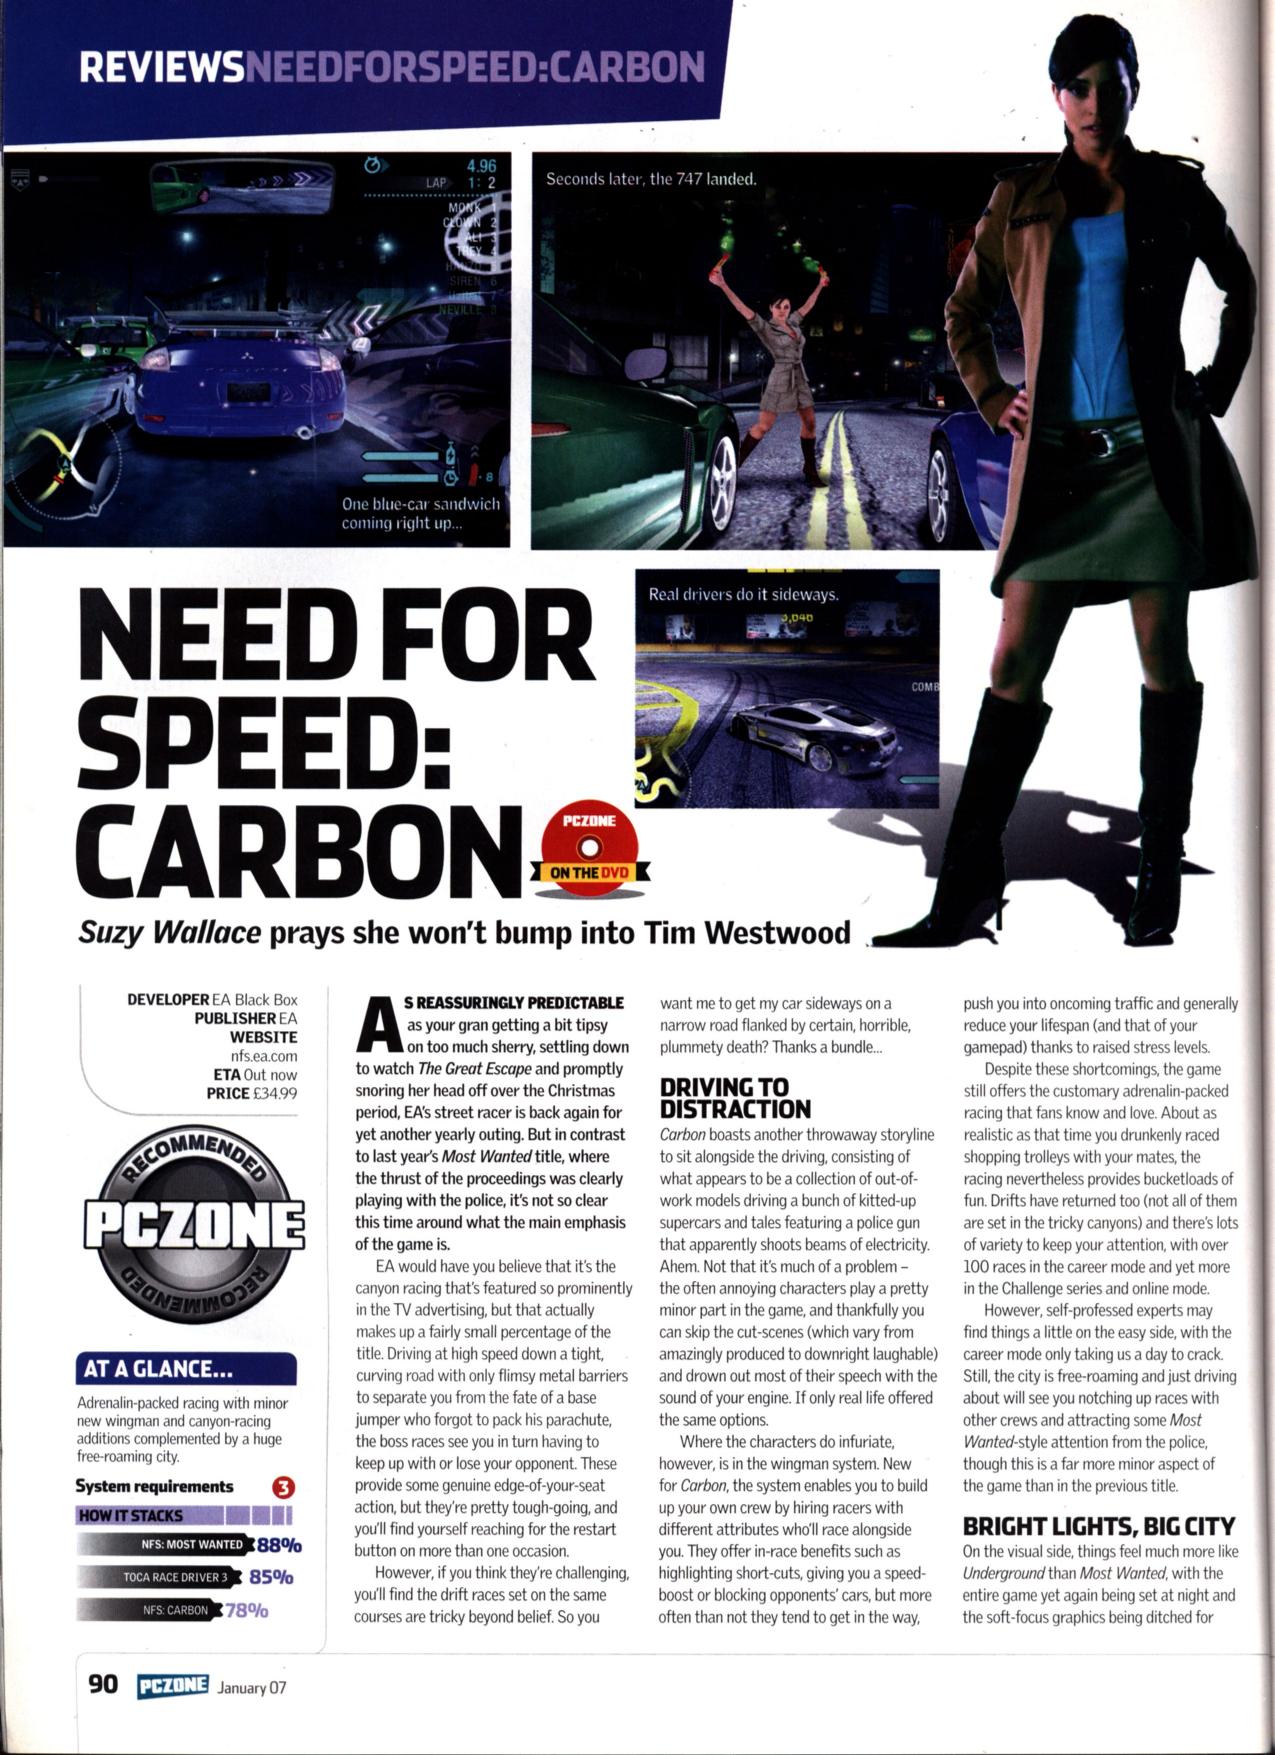 REVIEWSNEEDFORSPEED:CARBON
4.96
LAP 1: 2
MONK 1
CLOWN 2
ALI 3
TREY 4
SIREN 6
NEVILLE 8
8
One blue-car sandwich
coming right up...
Seconds later, the 747 landed.
Real drivers do it sideways.
3,646
COMB
NEED FOR
SPEED:
CARBON
PCZONE
ON THE DVD
Suzy Wallace prays she won't bump into Tim Westwood
DEVELOPER EA Black Box
PUBLISHER EA
WEBSITE
nfs.ea.com
ETA Out now
PRICE £34.99
RECOMMENDED
PCZONE
RECOMMENDED
AT A GLANCE...
Adrenalin-packed racing with minor
new wingman and canyon-racing
additions complemented by a huge
free-roaming city.
System requirements 3
HOW IT STACKS
NFS: MOST WANTED 88%
TOCA RACE DRIVER 3 85%
NFS: CARBON 78%
AS REASSURINGLY PREDICTABLE
as your gran getting a bit tipsy
on too much sherry, settling down
to watch The Great Escape and promptly
snoring her head off over the Christmas
period, EA's street racer is back again for
yet another yearly outing. But in contrast
to last year's Most Wanted title, where
the thrust of the proceedings was clearly
playing with the police, it's not so clear
this time around what the main emphasis
of the game is.
EA would have you believe that it's the
canyon racing that's featured so prominently
in the TV advertising, but that actually
makes up a fairly small percentage of the
title. Driving at high speed down a tight,
curving road with only flimsy metal barriers
to separate you from the fate of a base
jumper who forgot to pack his parachute,
the boss races see you in turn having to
keep up with or lose your opponent. These
provide some genuine edge-of-your-seat
action, but they're pretty tough-going, and
you'll find yourself reaching for the restart
button on more than one occasion.
However, if you think they're challenging,
you'll find the drift races set on the same
courses are tricky beyond belief. So you
want me to get my car sideways on a
narrow road flanked by certain, horrible,
plummety death? Thanks a bundle...
DRIVING TO
DISTRACTION
Carbon boasts another throwaway storyline
to sit alongside the driving, consisting of
what appears to be a collection of out-of-
work models driving a bunch of kitted-up
supercars and tales featuring a police gun
that apparently shoots beams of electricity.
Ahem. Not that it's much of a problem –
the often annoying characters play a pretty
minor part in the game, and thankfully you
can skip the cut-scenes (which vary from
amazingly produced to downright laughable)
and drown out most of their speech with the
sound of your engine. If only real life offered
the same options.
Where the characters do infuriate,
however, is in the wingman system. New
for Carbon, the system enables you to build
up your own crew by hiring racers with
different attributes who'll race alongside
you. They offer in-race benefits such as
highlighting short-cuts, giving you a speed-
boost or blocking opponents' cars, but more
often than not they tend to get in the way,
push you into oncoming traffic and generally
reduce your lifespan (and that of your
gamepad) thanks to raised stress levels.
Despite these shortcomings, the game
still offers the customary adrenalin-packed
racing that fans know and love. About as
realistic as that time you drunkenly raced
shopping trolleys with your mates, the
racing nevertheless provides bucketloads of
fun. Drifts have returned too (not all of them
are set in the tricky canyons) and there's lots
of variety to keep your attention, with over
100 races in the career mode and yet more
in the Challenge series and online mode.
However, self-professed experts may
find things a little on the easy side, with the
career mode only taking us a day to crack.
Still, the city is free-roaming and just driving
about will see you notching up races with
other crews and attracting some Most
Wanted-style attention from the police,
though this is a far more minor aspect of
the game than in the previous title.
BRIGHT LIGHTS, BIG CITY
On the visual side, things feel much more like
Underground than Most Wanted, with the
entire game yet again being set at night and
the soft-focus graphics being ditched for
90 PCZONE January 07